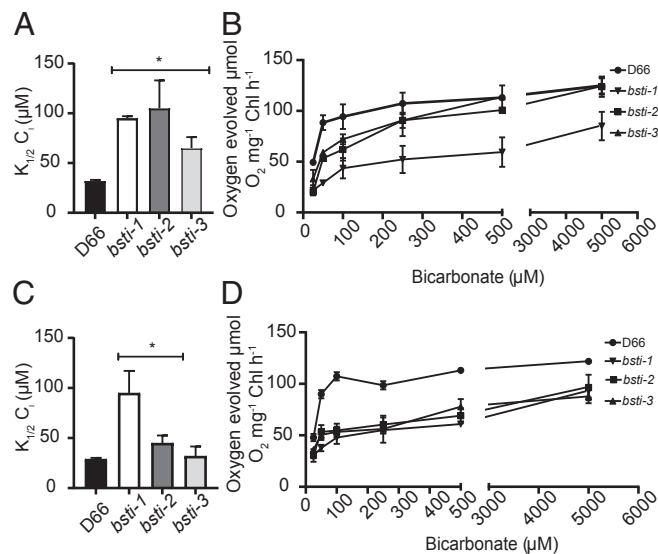 A
K1/2 Ci (µM)
150
100
50
0
*
D66
bsti-1
bsti-2
bsti-3
B
Oxygen evolved µmol
O2 mg-1 Chl h-1
150
100
50
0
0
100
200
300
400
500
3000
4000
5000
6000
Bicarbonate (µM)
D66
bsti-1
bsti-2
bsti-3
C
K1/2 Ci (µM)
150
100
50
0
*
D66
bsti-1
bsti-2
bsti-3
D
Oxygen evolved µmol
O2 mg-1 Chl h-1
150
100
50
0
0
100
200
300
400
500
3000
4000
5000
6000
Bicarbonate (µM)
D66
bsti-1
bsti-2
bsti-3